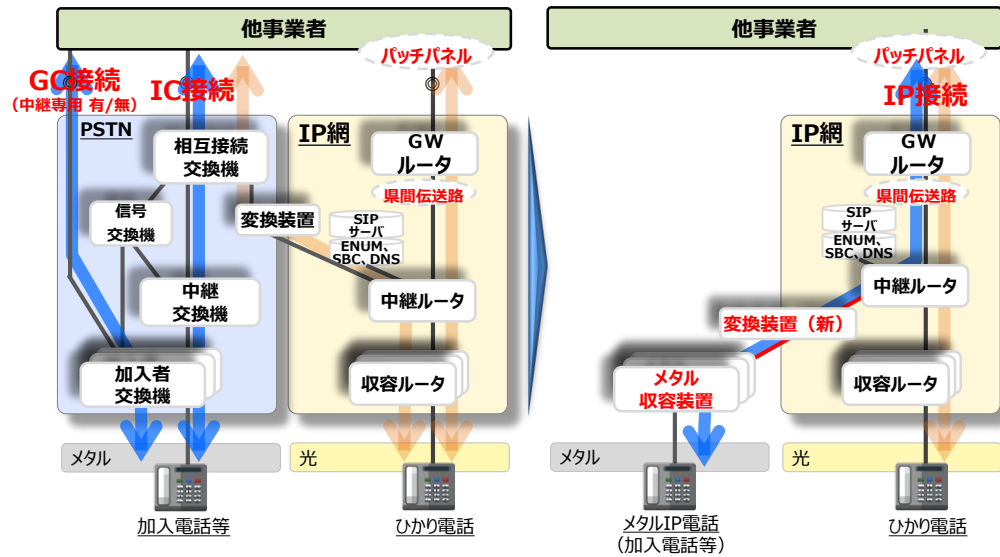 他事業者
パッチパネル
GC接続
(中継専用 有/無)
IC接続
PSTN
相互接続
交換機
信号
交換機
中継
交換機
加入者
交換機
変換装置
IP網
GW
ルータ
県間伝送路
SIP
サーバ
ENUM、
SBC、DNS
中継ルータ
収容ルータ
メタル
光
加入電話等
ひかり電話
他事業者
パッチパネル
IP接続
IP網
GW
ルータ
県間伝送路
SIP
サーバ
ENUM、
SBC、DNS
中継ルータ
変換装置（新）
メタル
収容装置
収容ルータ
メタル
光
メタルIP電話
（加入電話等）
ひかり電話